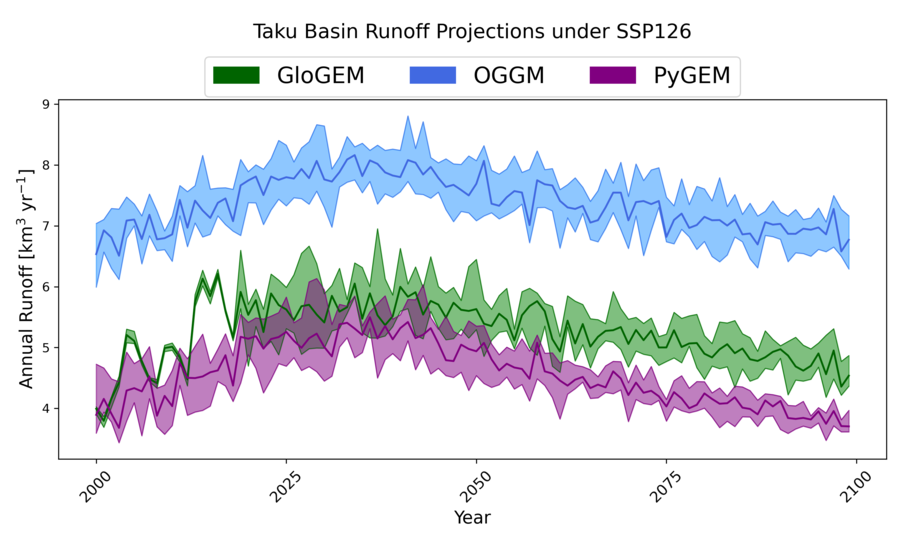 Taku Basin Runoff Projections under SSP126
GloGEM OGGM PyGEM
9
8
7
6
5
4
Annual Runoff [km³ yr⁻¹]
2000 2025 2050 2075 2100
Year